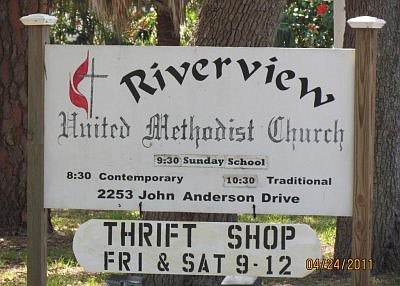 Riverview
United Methodist Church
9:30 Sunday School
8:30 Contemporary 10:30 Traditional
2253 John Anderson Drive
THRIFT SHOP
FRI & SAT 9-12
04/24/2011